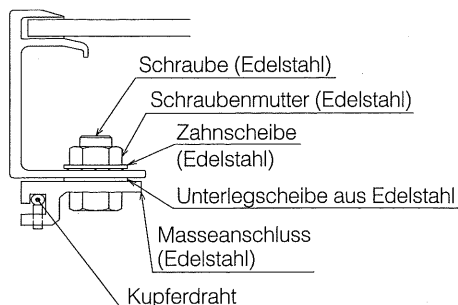 Schraube (Edelstahl)
Schraubenmutter (Edelstahl)
Zahnscheibe
(Edelstahl)
Unterlegscheibe aus Edelstahl
Masseanschluss
(Edelstahl)
Kupferdraht